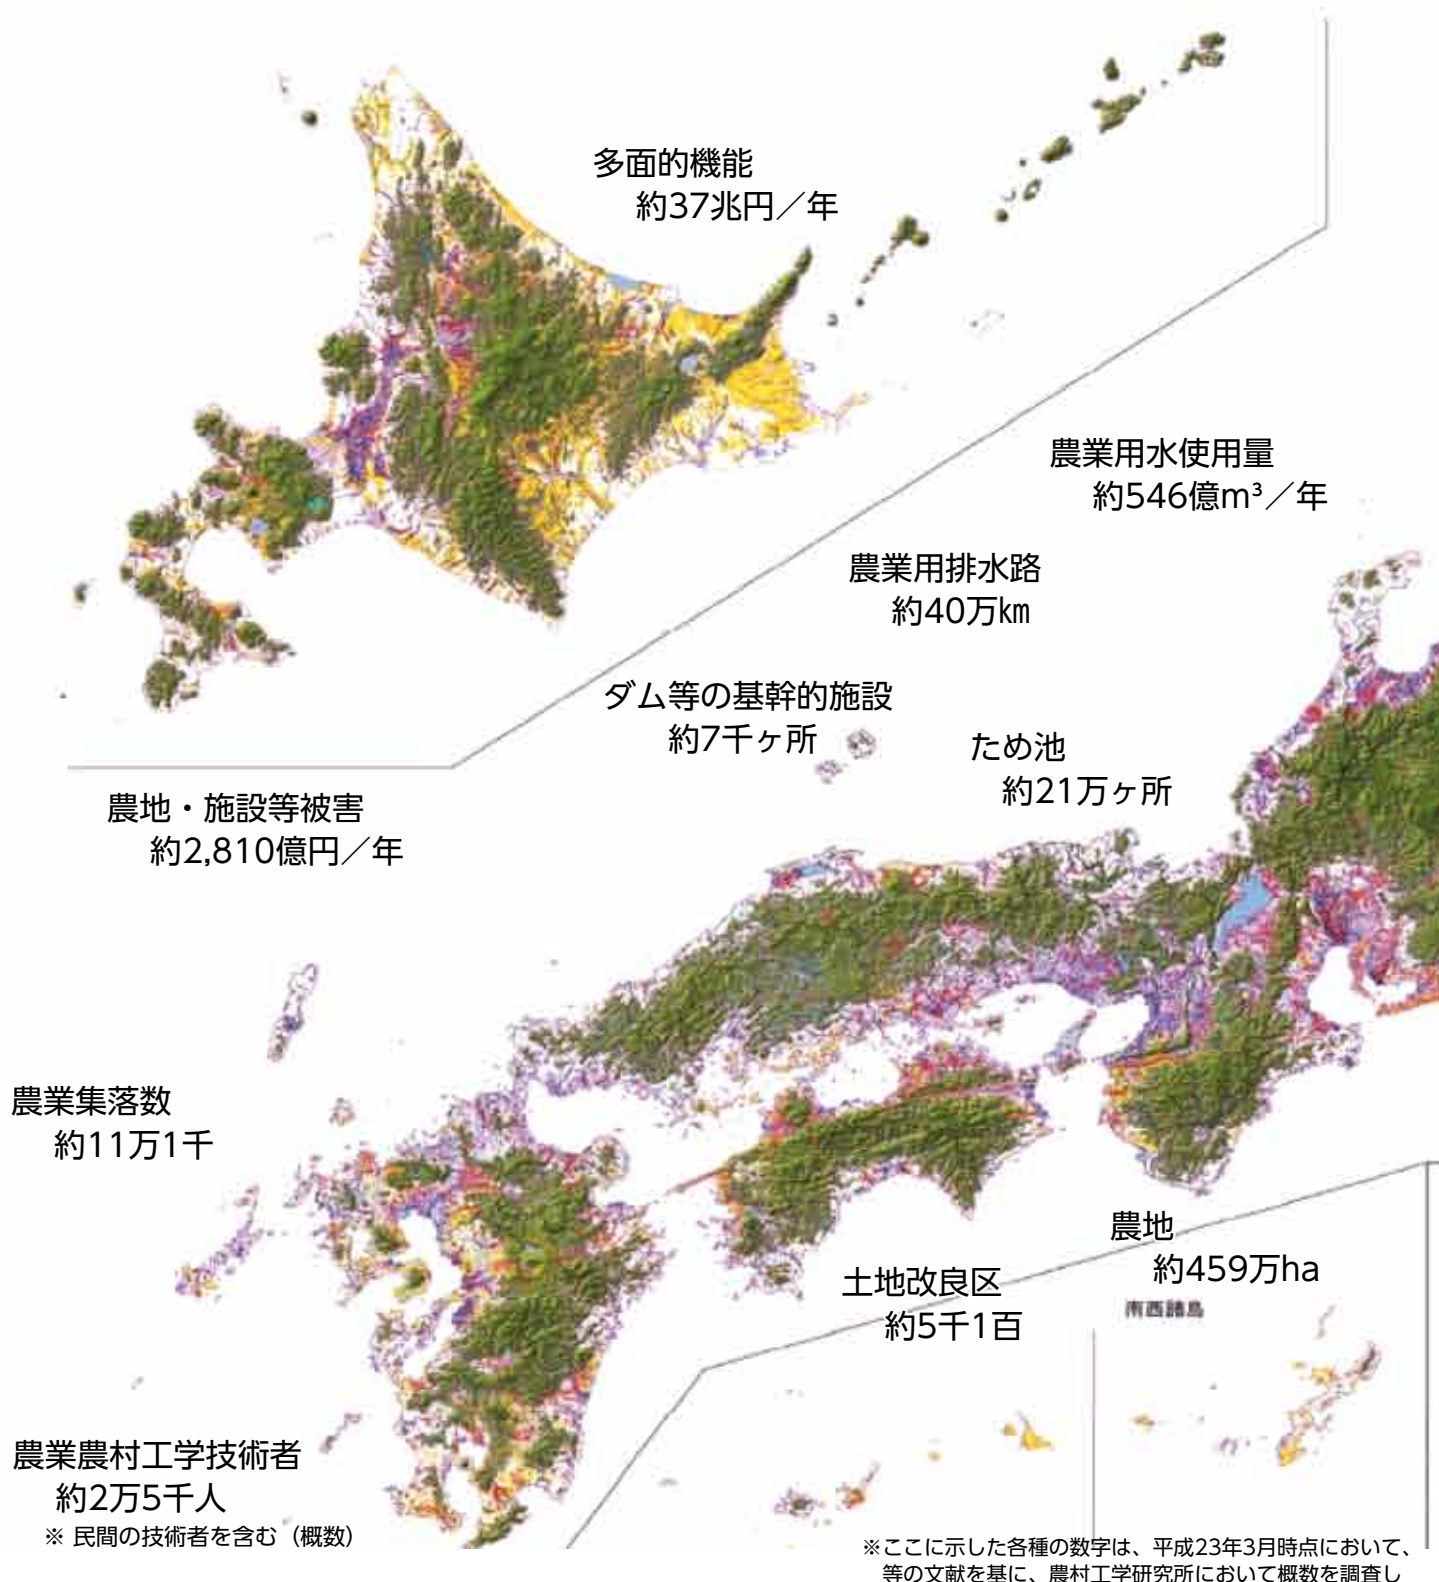 多面的機能
約37兆円／年
農業用水使用量
約546億m³／年
農業用排水路
約40万㎞
ダム等の基幹的施設
約7千ヶ所
ため池
約21万ヶ所
農地・施設等被害
約2,810億円／年
農業集落数
約11万1千
農地
約459万ha
土地改良区
約5千1百
南西諸島
農業農村工学技術者
約2万5千人
※ 民間の技術者を含む（概数）
※ここに示した各種の数字は、平成23年3月時点において、
等の文献を基に、農村工学研究所において概数を調査し